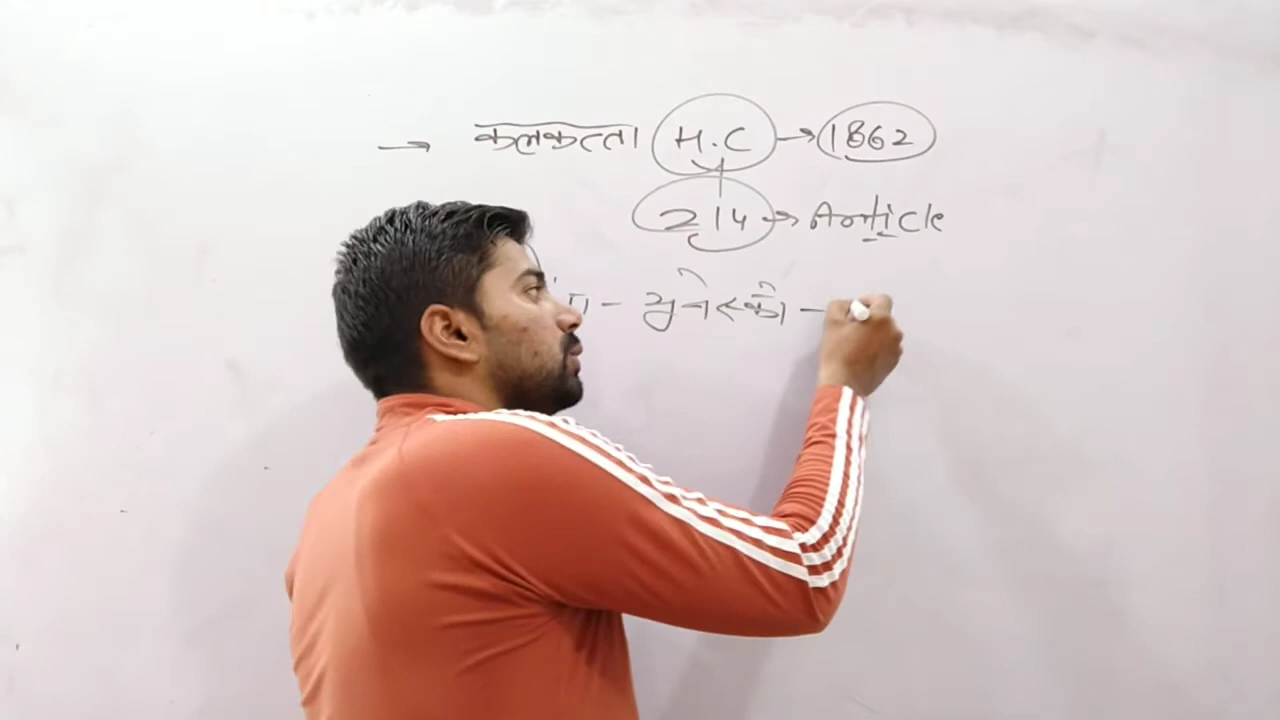 → कलकत्ता H.C → 1862
214 → Article
- युनेस्को -